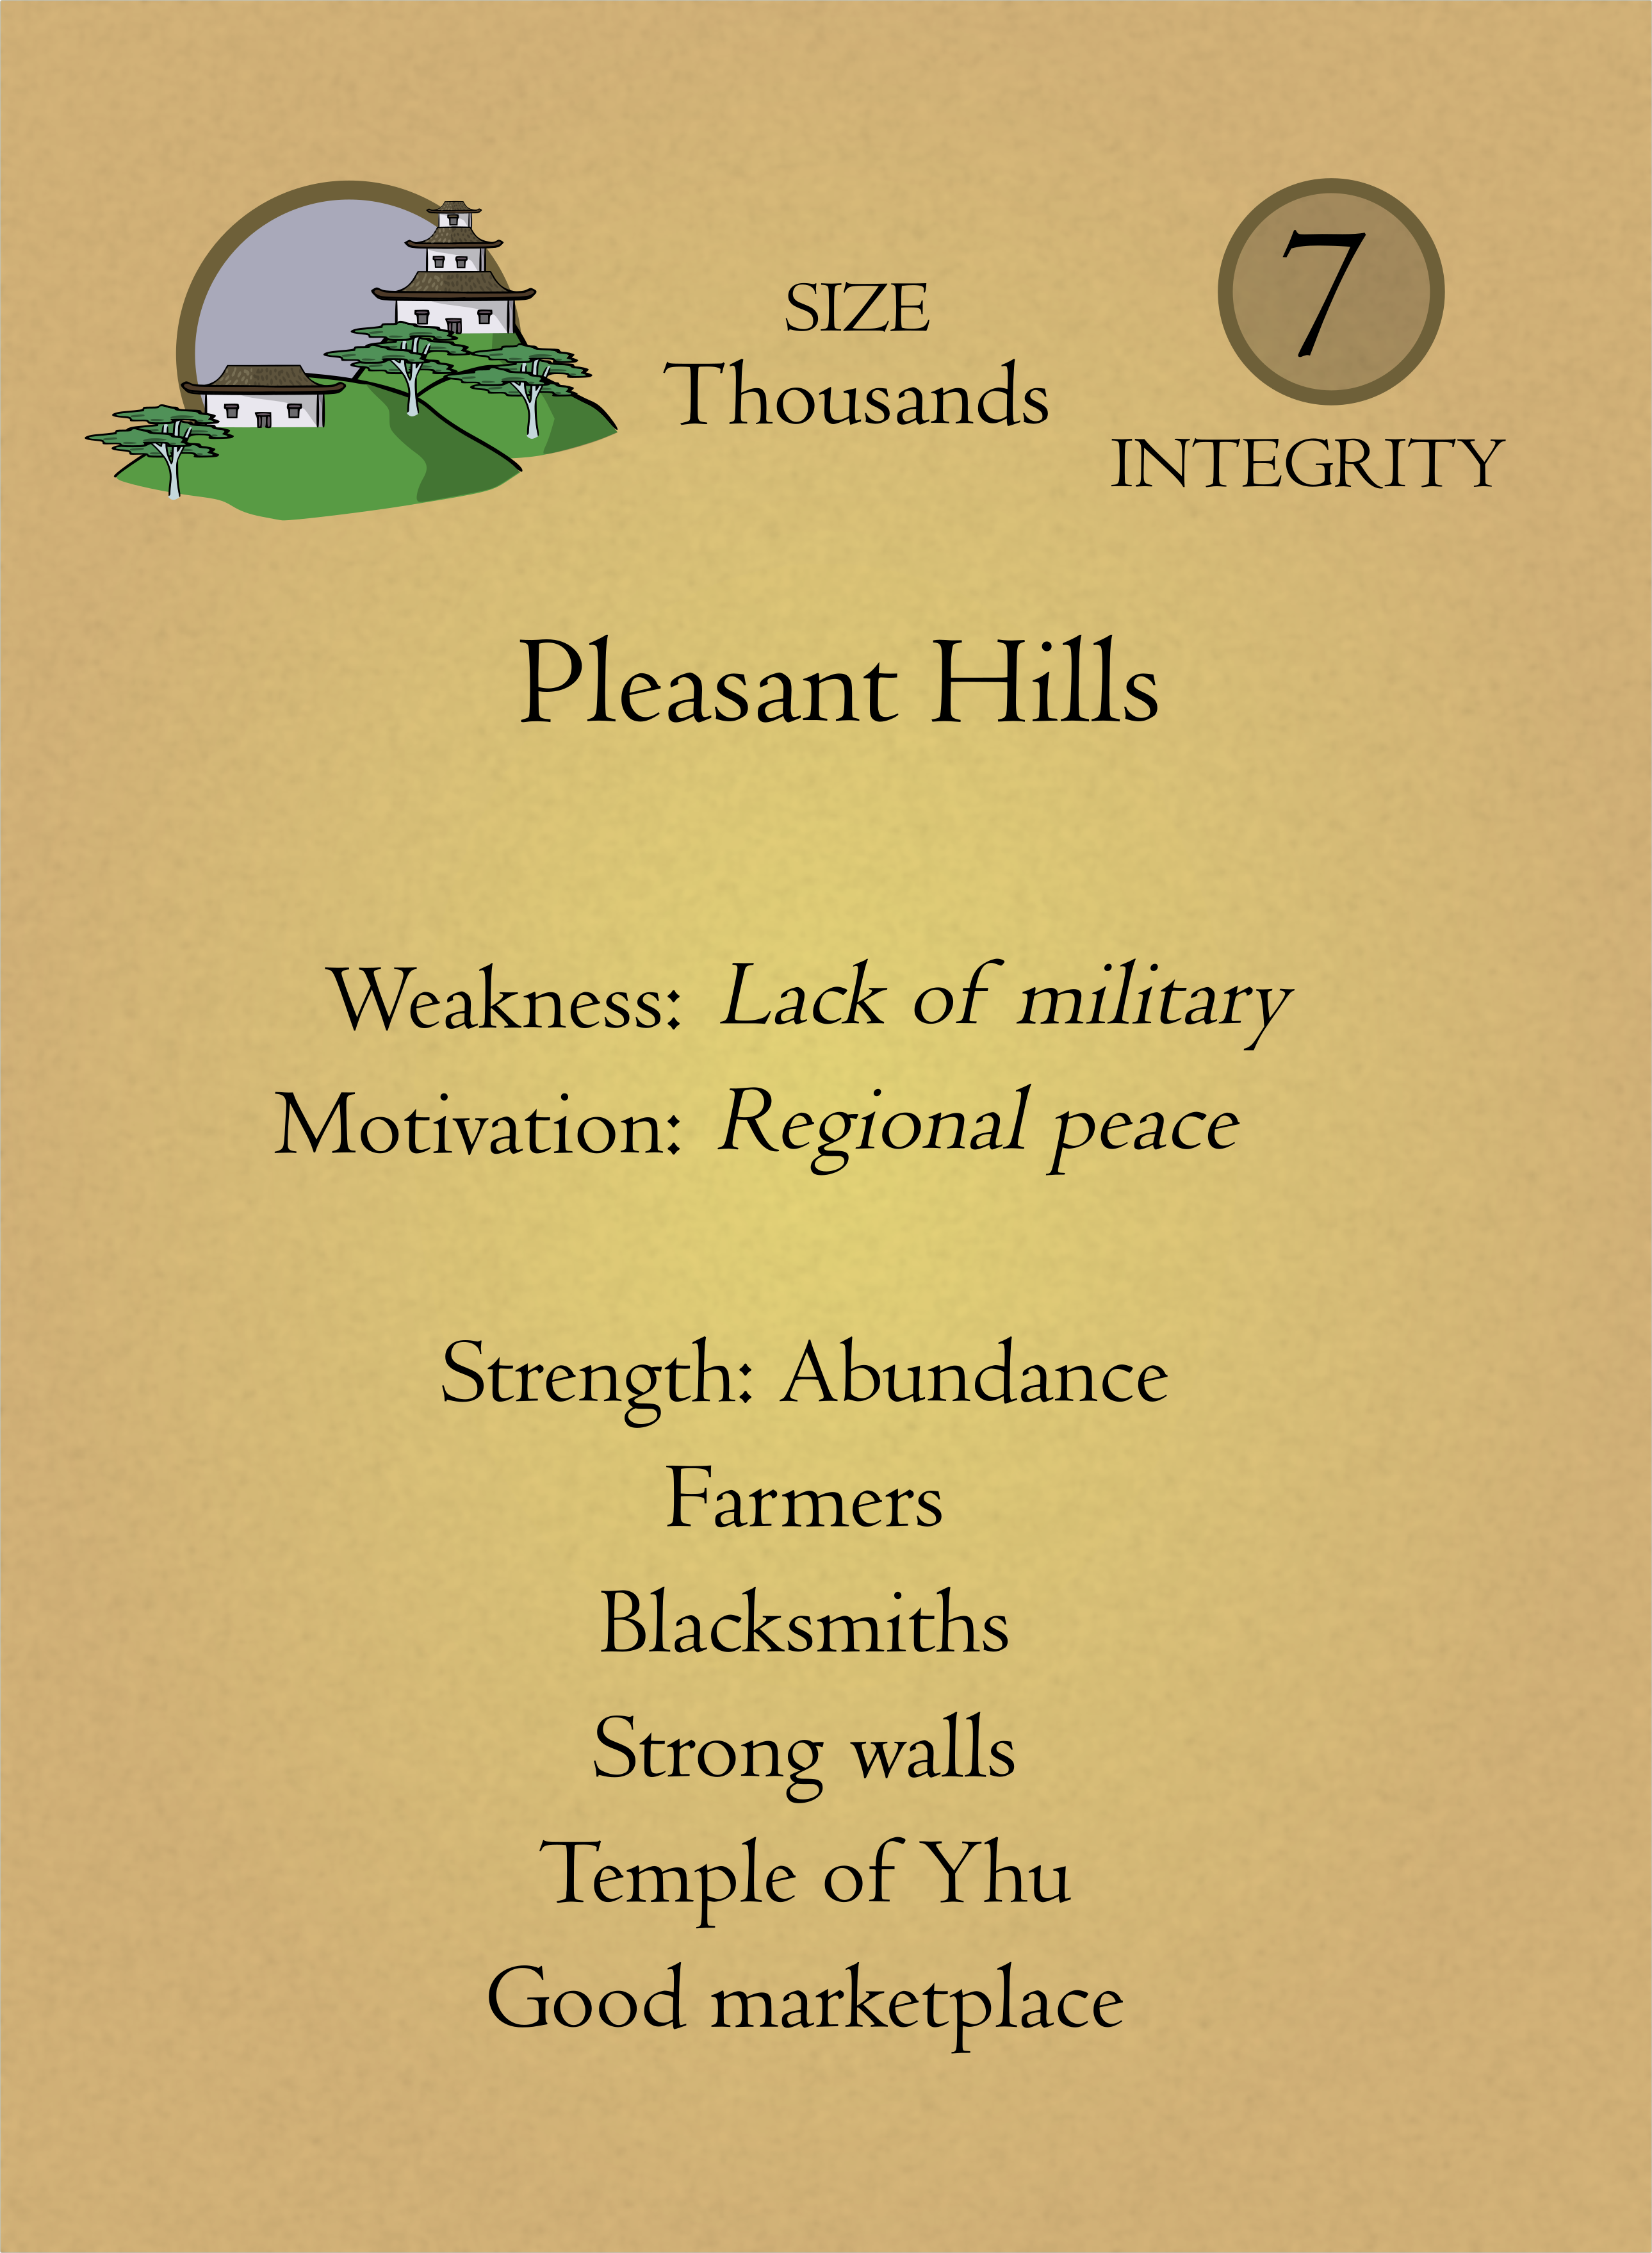 SIZE
Thousands
7
INTEGRITY
Pleasant Hills
Weakness: Lack of military
Motivation: Regional peace
Strength: Abundance
Farmers
Blacksmiths
Strong walls
Temple of Yhu
Good marketplace